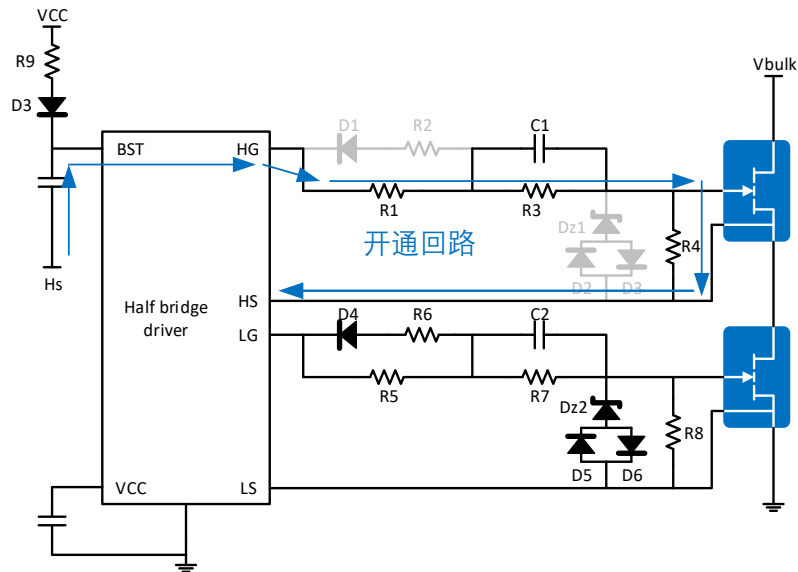 VCC
R9
D3
Vbulk
BST
HG
D1
R2
C1
R1
R3
开通回路
Dz1
D2
D3
R4
Hs
Half bridge
driver
HS
LG
D4
R6
C2
R5
R7
Dz2
D5
D6
R8
VCC
LS